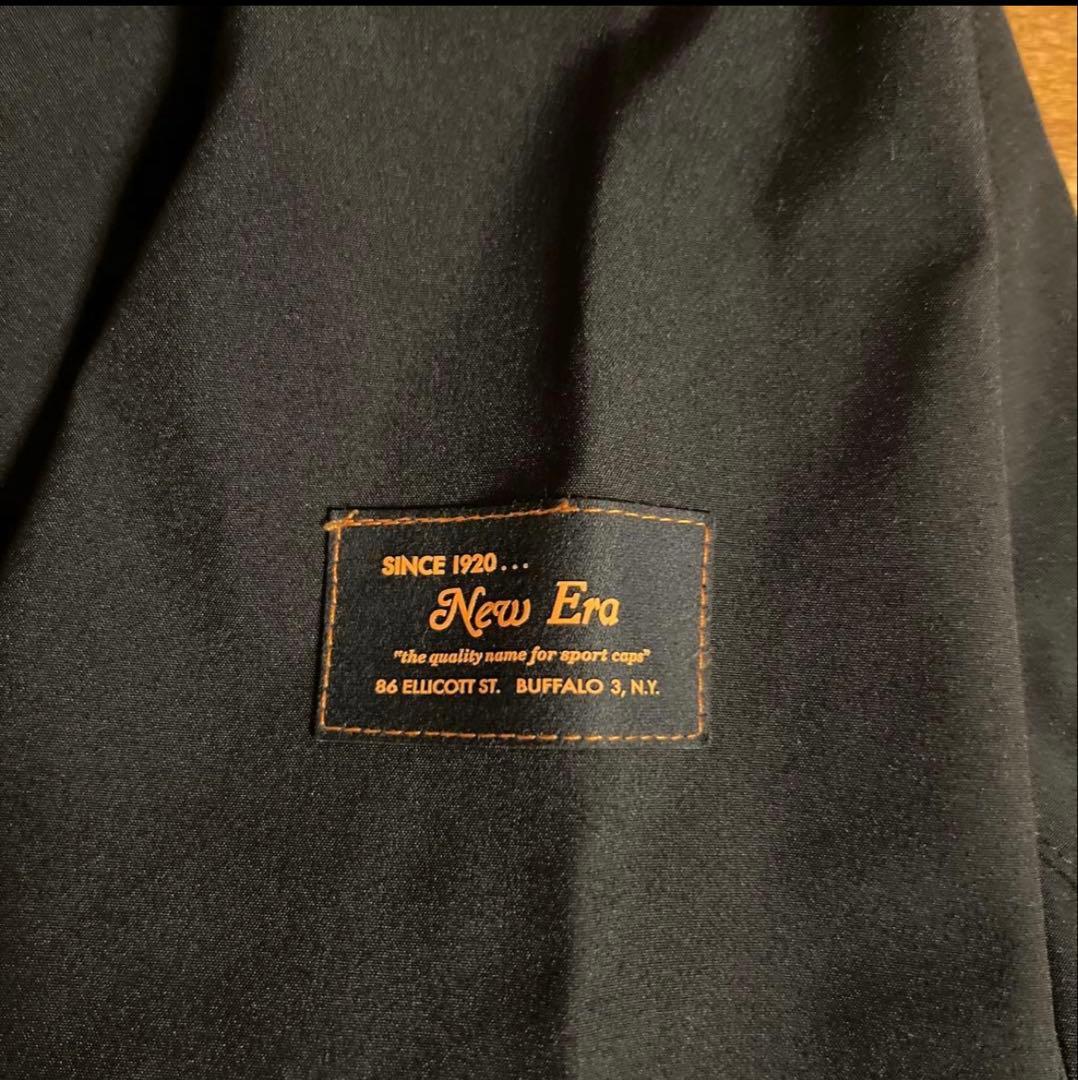 SINCE 1920...
New Era
"the quality name for sport caps"
86 ELLICOTT ST. BUFFALO 3, N.Y.